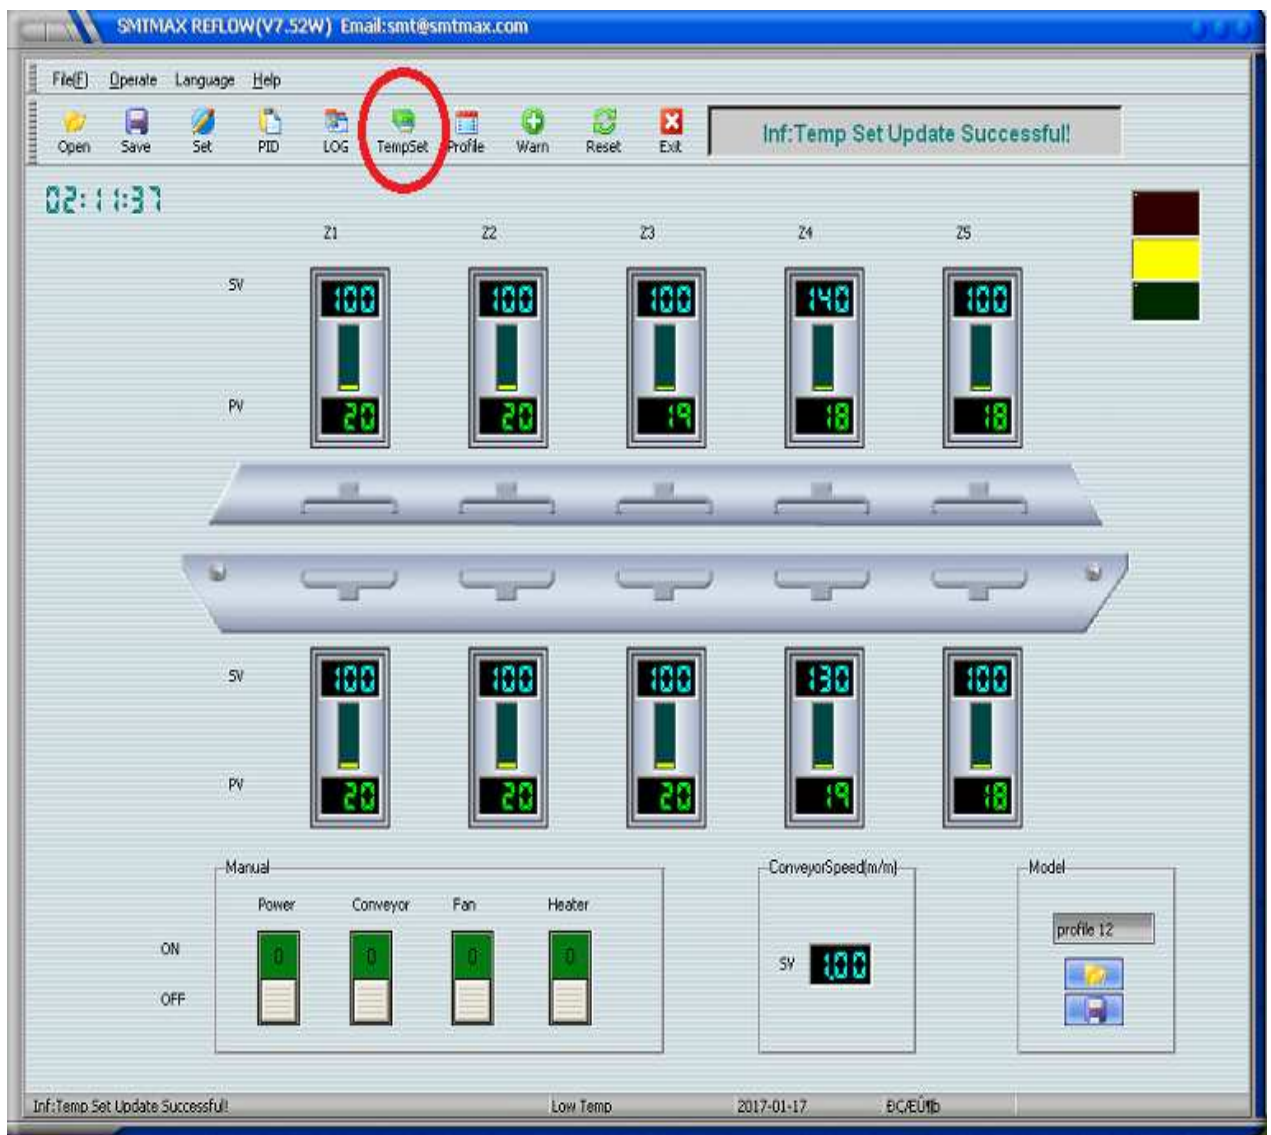 SMTMAX REFLOW(V7.52W) Email:smt@smtmax.com
File(F) Operate Language Help
Open Save Set PID LOG TempSet Profile Warn Reset Exit
Inf:Temp Set Update Successful!
02:11:37
Z1 Z2 Z3 Z4 Z5
SV 100 100 100 140 100
PV 20 20 19 18 18
SV 100 100 100 130 100
PV 20 20 20 19 18
Manual ConveyorSpeed(m/m) Model
Power Conveyor Fan Heater
profile 12
ON 0 0 0 0
SV 1.00
OFF
Inf:Temp Set Update Successful! Low Temp 2017-01-17 ÐÇÆÚ¶þ